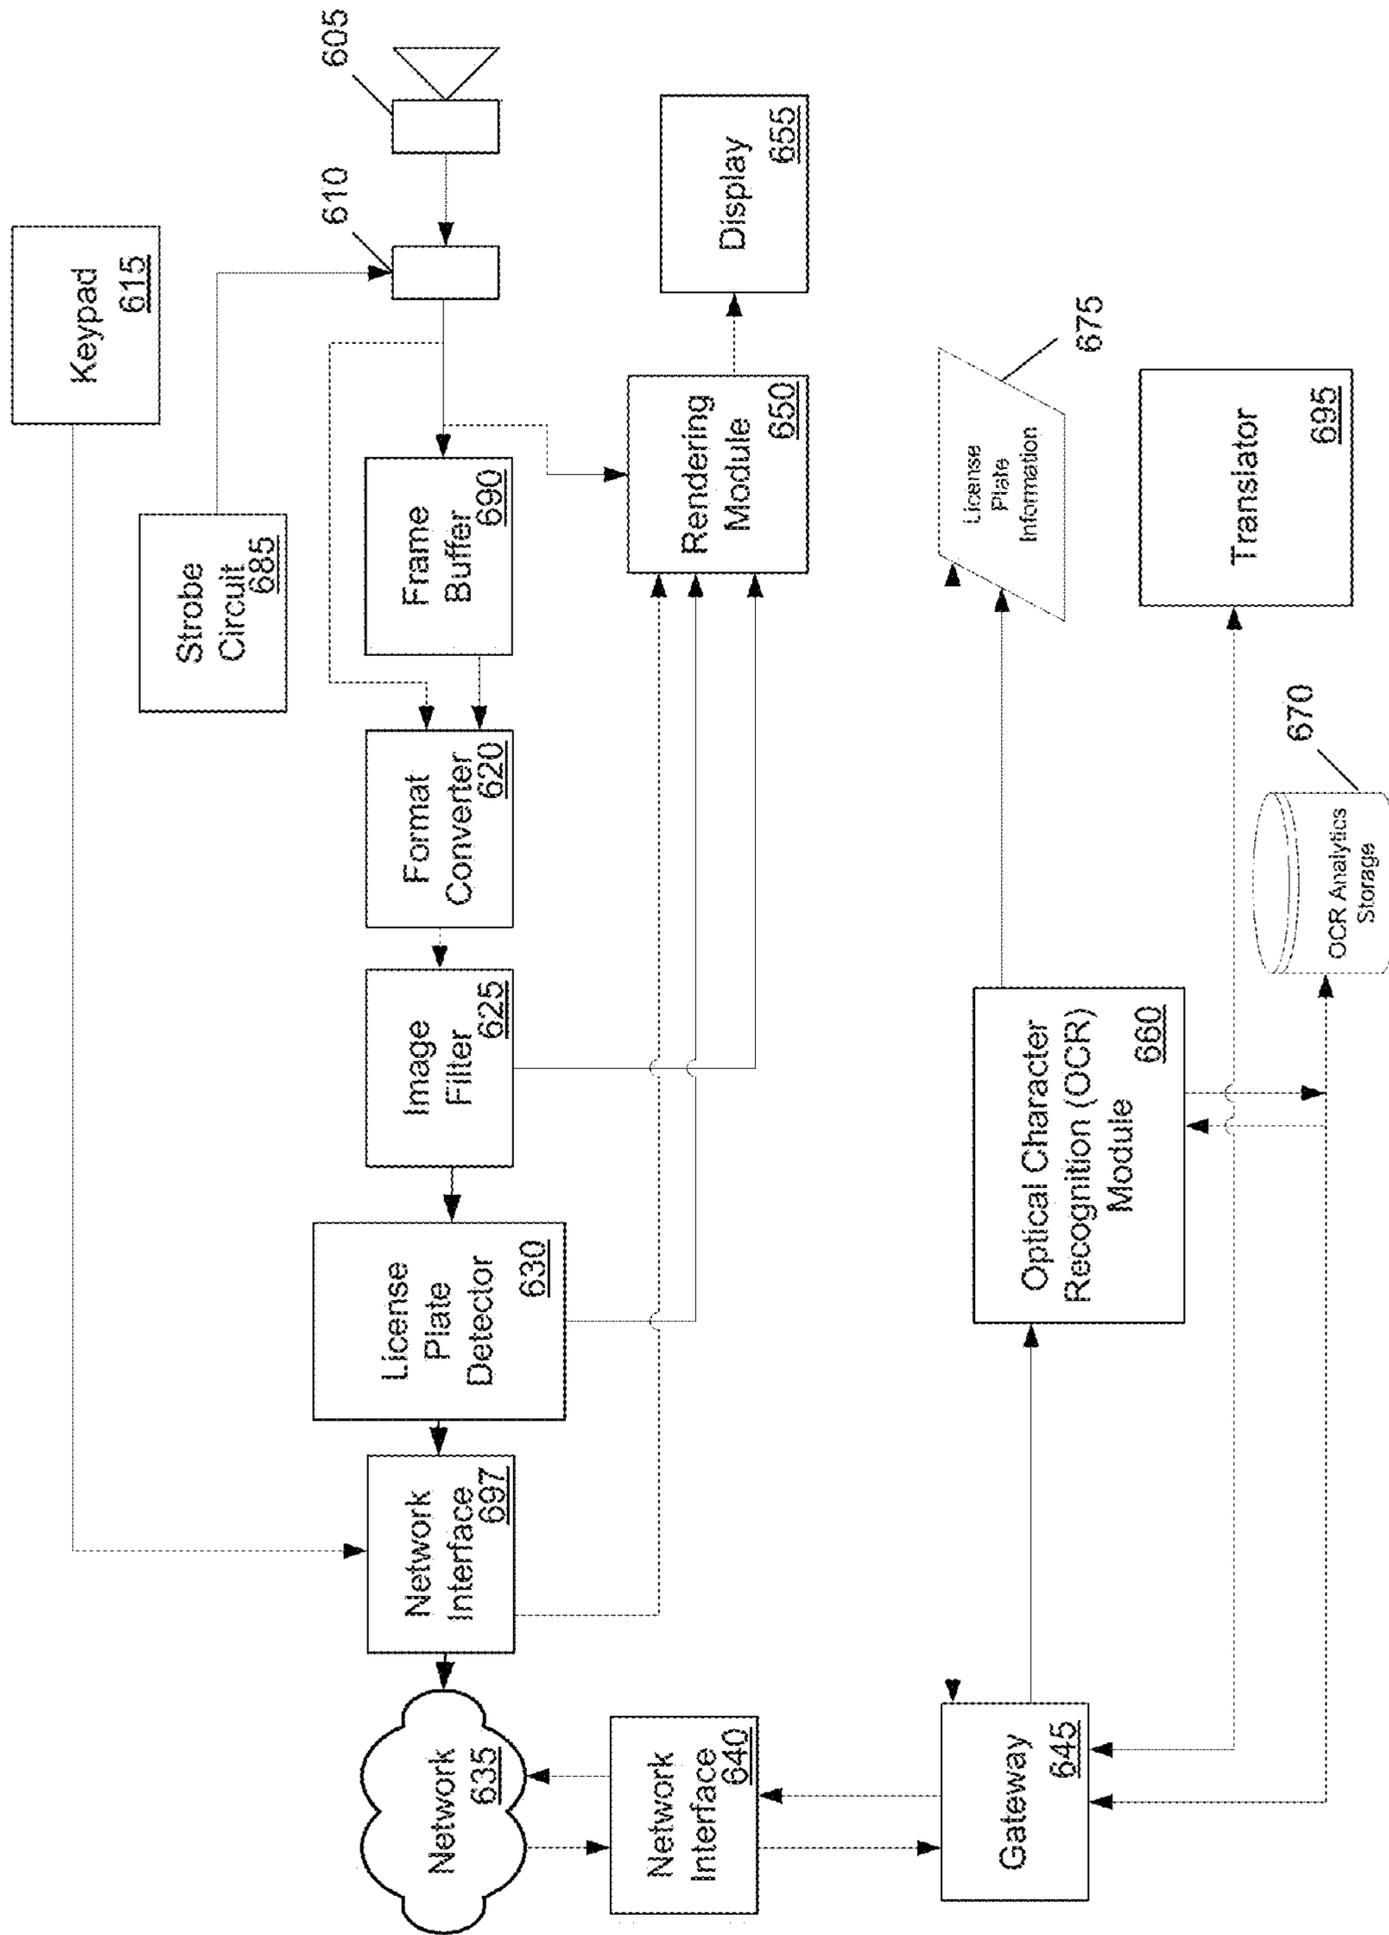 605
610
Keypad
615
Strobe
Circuit
685
Frame
Buffer
690
Format
Converter
620
Image
Filter
625
License
Plate
Detector
630
Network
Interface
697
Network
635
Network
Interface
640
Gateway
645
Rendering
Module
650
Display
655
Optical Character
Recognition (OCR)
Module
660
License
Plate
Information
675
Translator
695
OCR Analytics
Storage
670